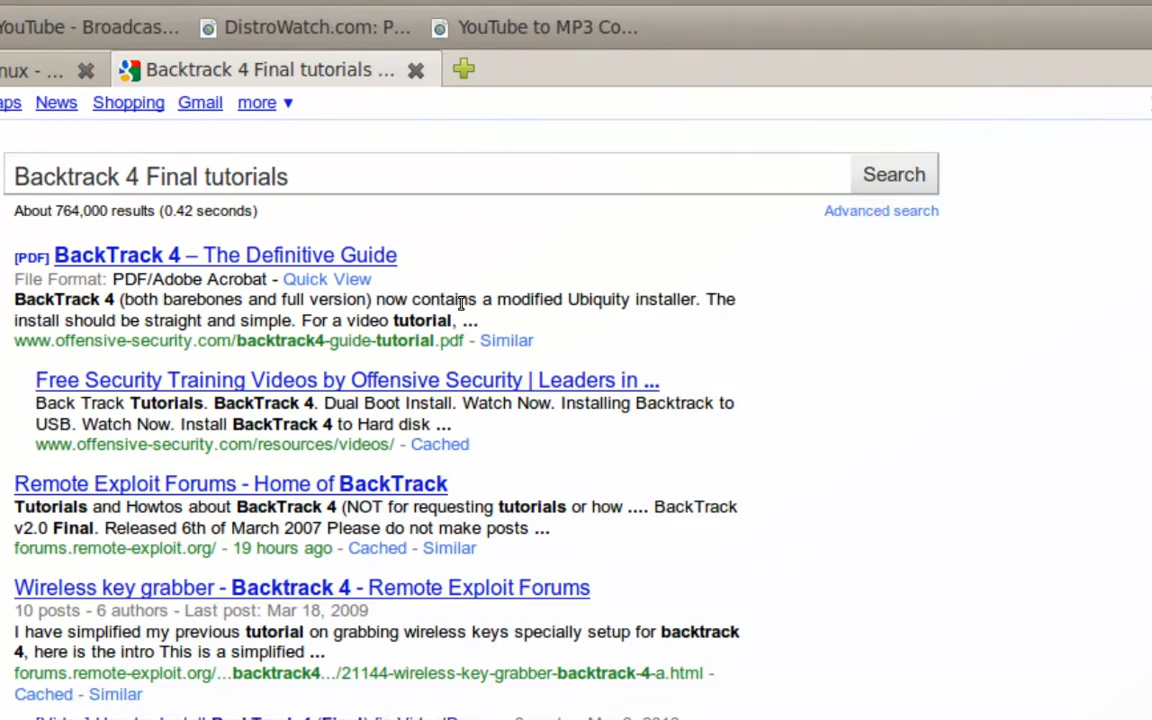 YouTube - Broadcas... DistroWatch.com: P... YouTube to MP3 Co...
nux - ... Backtrack 4 Final tutorials ...
aps News Shopping Gmail more ▼
Backtrack 4 Final tutorials Search
About 764,000 results (0.42 seconds) Advanced search
[PDF] BackTrack 4 – The Definitive Guide
File Format: PDF/Adobe Acrobat - Quick View
BackTrack 4 (both barebones and full version) now contains a modified Ubiquity installer. The
install should be straight and simple. For a video tutorial, ...
www.offensive-security.com/backtrack4-guide-tutorial.pdf - Similar
Free Security Training Videos by Offensive Security | Leaders in ...
Back Track Tutorials. BackTrack 4. Dual Boot Install. Watch Now. Installing Backtrack to
USB. Watch Now. Install BackTrack 4 to Hard disk ...
www.offensive-security.com/resources/videos/ - Cached
Remote Exploit Forums - Home of BackTrack
Tutorials and Howtos about BackTrack 4 (NOT for requesting tutorials or how .... BackTrack
v2.0 Final. Released 6th of March 2007 Please do not make posts ...
forums.remote-exploit.org/ - 19 hours ago - Cached - Similar
Wireless key grabber - Backtrack 4 - Remote Exploit Forums
10 posts - 6 authors - Last post: Mar 18, 2009
I have simplified my previous tutorial on grabbing wireless keys specially setup for backtrack
4, here is the intro This is a simplified ...
forums.remote-exploit.org/...backtrack4.../21144-wireless-key-grabber-backtrack-4-a.html -
Cached - Similar